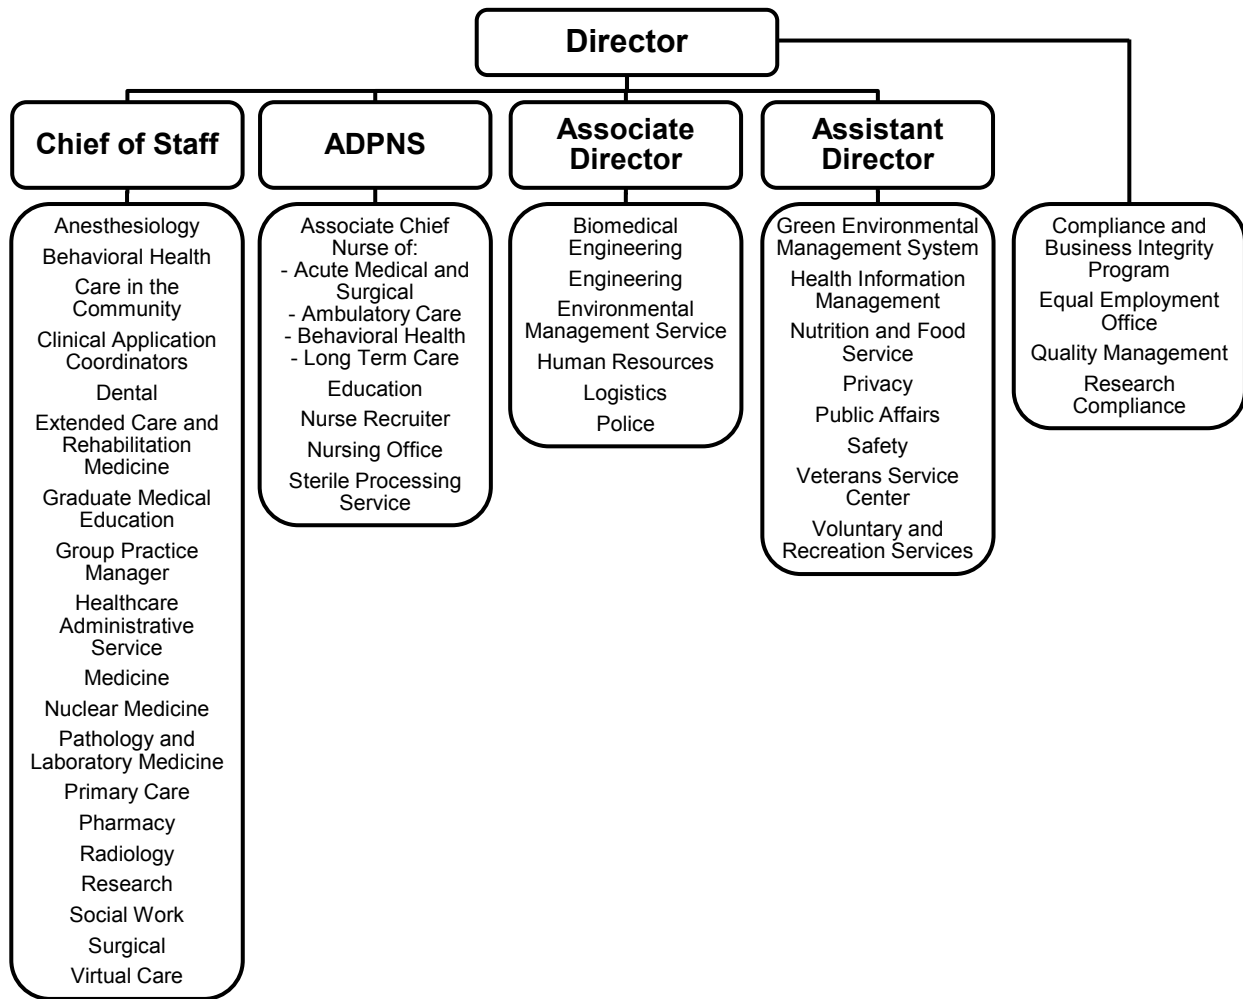 Director
Chief of Staff
ADPNS
Associate
Director
Assistant
Director
Anesthesiology
Behavioral Health
Care in the
Community
Clinical Application
Coordinators
Dental
Extended Care and
Rehabilitation
Medicine
Graduate Medical
Education
Group Practice
Manager
Healthcare
Administrative
Service
Medicine
Nuclear Medicine
Pathology and
Laboratory Medicine
Primary Care
Pharmacy
Radiology
Research
Social Work
Surgical
Virtual Care
Associate Chief
Nurse of:
- Acute Medical and
Surgical
- Ambulatory Care
- Behavioral Health
- Long Term Care
Education
Nurse Recruiter
Nursing Office
Sterile Processing
Service
Biomedical
Engineering
Engineering
Environmental
Management Service
Human Resources
Logistics
Police
Green Environmental
Management System
Health Information
Management
Nutrition and Food
Service
Privacy
Public Affairs
Safety
Veterans Service
Center
Voluntary and
Recreation Services
Compliance and
Business Integrity
Program
Equal Employment
Office
Quality Management
Research
Compliance